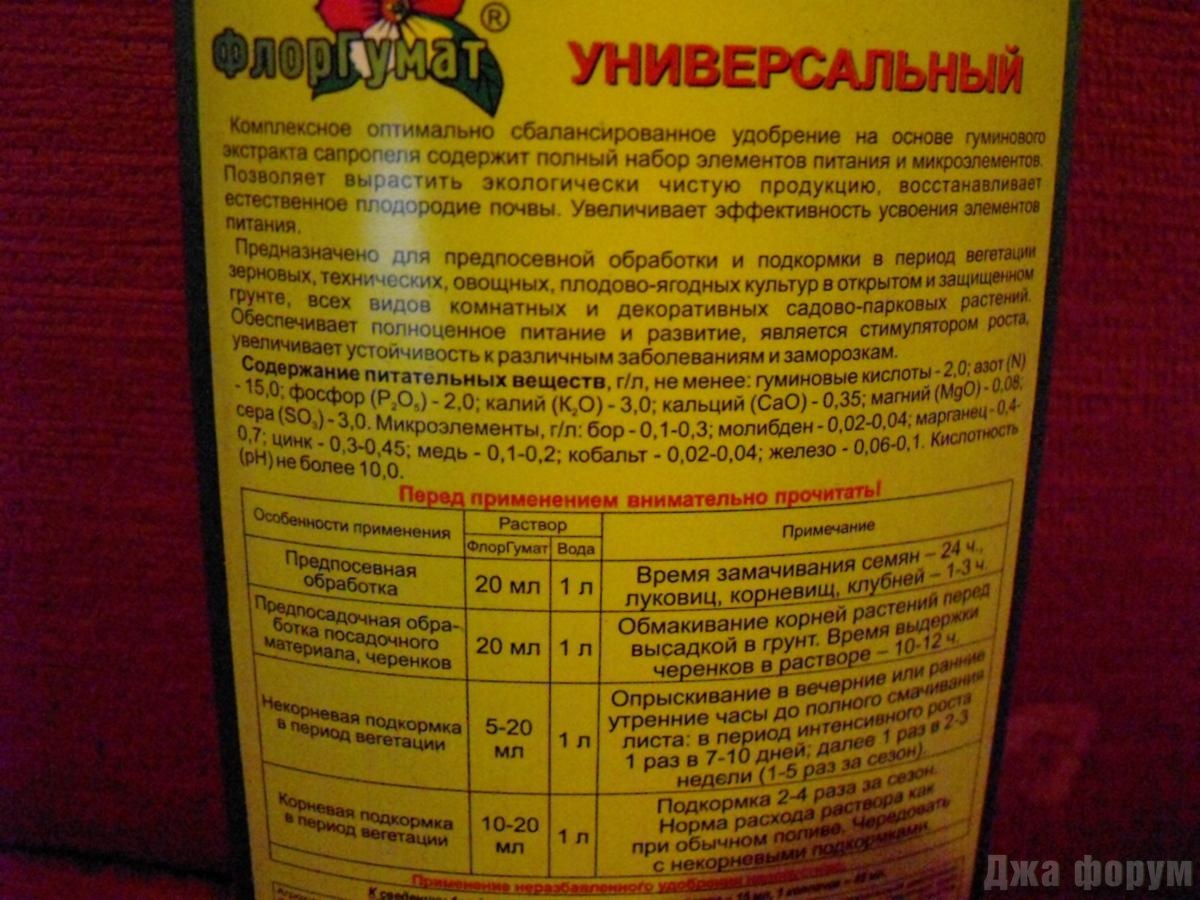 ФлорГумат ®
УНИВЕРСАЛЬНЫЙ
Комплексное оптимально сбалансированное удобрение на основе гуминового
экстракта сапропеля содержит полный набор элементов питания и микроэлементов.
Позволяет вырастить экологически чистую продукцию, восстанавливает
естественное плодородие почвы. Увеличивает эффективность усвоения элементов
питания.
Предназначено для предпосевной обработки и подкормки в период вегетации
зерновых, технических, овощных, плодово-ягодных культур в открытом и защищенном
грунте, всех видов комнатных и декоративных садово-парковых растений.
Обеспечивает полноценное питание и развитие, является стимулятором роста,
увеличивает устойчивость к различным заболеваниям и заморозкам.
Содержание питательных веществ, г/л, не менее: гуминовые кислоты - 2,0; азот (N)
- 15,0; фосфор (P₂O₅) - 2,0; калий (K₂O) - 3,0; кальций (CaO) - 0,35; магний (MgO) - 0,08;
сера (SO₃) - 3,0. Микроэлементы, г/л: бор - 0,1-0,3; молибден - 0,02-0,04; марганец - 0,4-
0,7; цинк - 0,3-0,45; медь - 0,1-0,2; кобальт - 0,02-0,04; железо - 0,06-0,1. Кислотность
(pH) не более 10,0.
Перед применением внимательно прочитать!
Особенности применения
Раствор
ФлорГумат
Вода
Примечание
Предпосевная
обработка
20 мл
1 л
Время замачивания семян – 24 ч.,
луковиц, корневищ, клубней – 1-3 ч.
Предпосадочная обра-
ботка посадочного
материала, черенков
20 мл
1 л
Обмакивание корней растений перед
высадкой в грунт. Время выдержки
черенков в растворе – 10-12 ч.
Некорневая подкормка
в период вегетации
5-20
мл
1 л
Опрыскивание в вечерние или ранние
утренние часы до полного смачивания
листа: в период интенсивного роста
1 раз в 7-10 дней; далее 1 раз в 2-3
недели (1-5 раз за сезон).
Корневая подкормка
в период вегетации
10-20
мл
1 л
Подкормка 2-4 раза за сезон.
Норма расхода раствора как
при обычном поливе. Чередовать
с некорневыми подкормками.
Применение неразбавленного удобрения
Джа форум